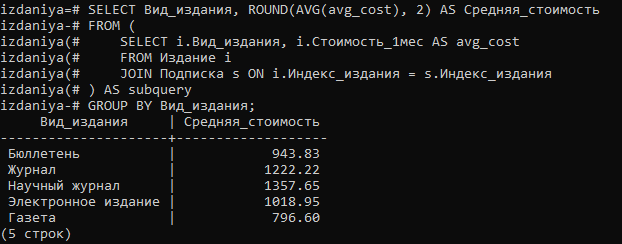 izdaniya=# SELECT Вид_издания, ROUND(AVG(avg_cost), 2) AS Средняя_стоимость
izdaniya-# FROM (
izdaniya(#     SELECT i.Вид_издания, i.Стоимость_1мес AS avg_cost
izdaniya(#     FROM Издание i
izdaniya(#     JOIN Подписка s ON i.Индекс_издания = s.Индекс_издания
izdaniya(# ) AS subquery
izdaniya-# GROUP BY Вид_издания;
     Вид_издания     | Средняя_стоимость
---------------------+-------------------
 Бюллетень           |            943.83
 Журнал              |           1222.22
 Научный журнал      |           1357.65
 Электронное издание |           1018.95
 Газета              |            796.60
(5 строк)